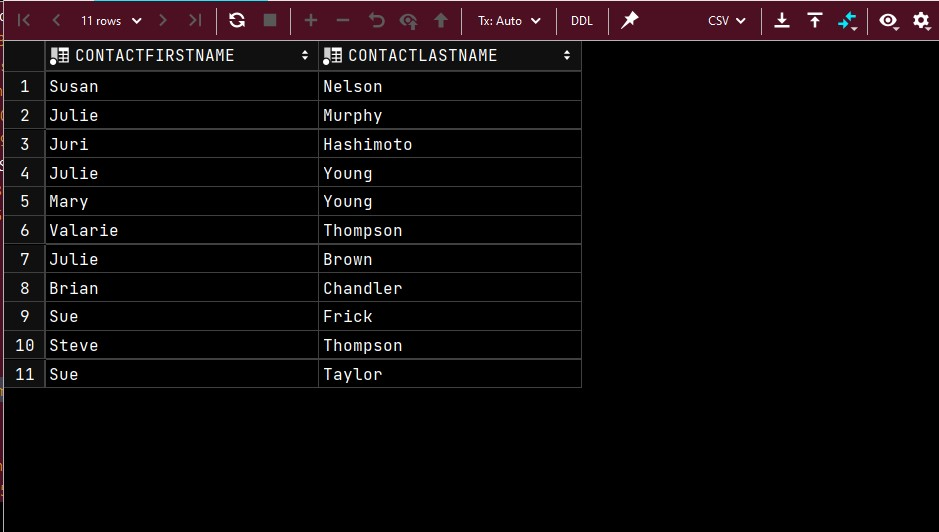 11 rows Tx: Auto DDL CSV
CONTACTFIRSTNAME CONTACTLASTNAME
1 Susan Nelson
2 Julie Murphy
3 Juri Hashimoto
4 Julie Young
5 Mary Young
6 Valarie Thompson
7 Julie Brown
8 Brian Chandler
9 Sue Frick
10 Steve Thompson
11 Sue Taylor